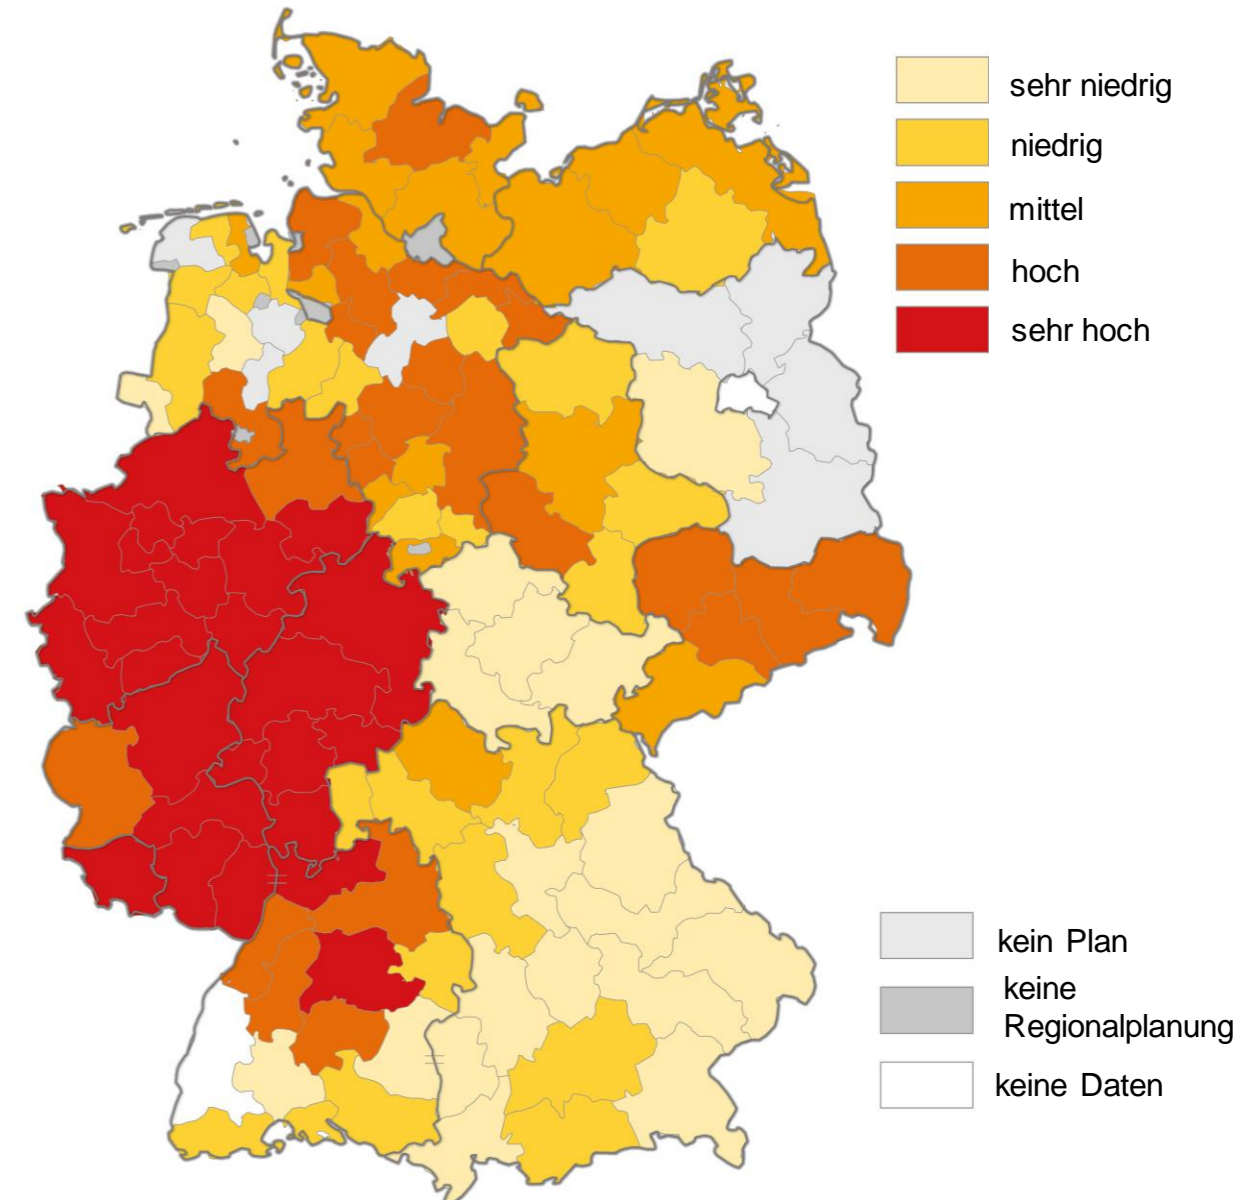 sehr niedrig
niedrig
mittel
hoch
sehr hoch
kein Plan
keine
Regionalplanung
keine Daten